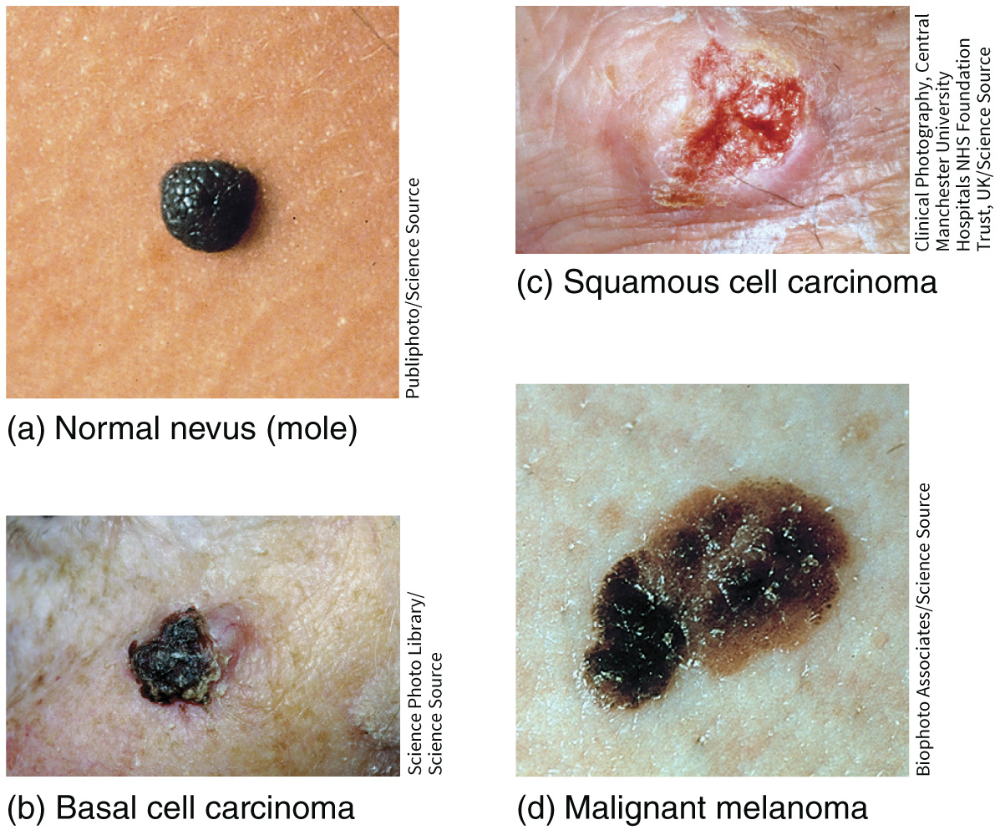 Publiphoto/Science Source
(a) Normal nevus (mole)
Science Photo Library/
Science Source
(b) Basal cell carcinoma
Clinical Photography, Central
Manchester University
Hospitals NHS Foundation
Trust, UK/Science Source
(c) Squamous cell carcinoma
Biophoto Associates/Science Source
(d) Malignant melanoma